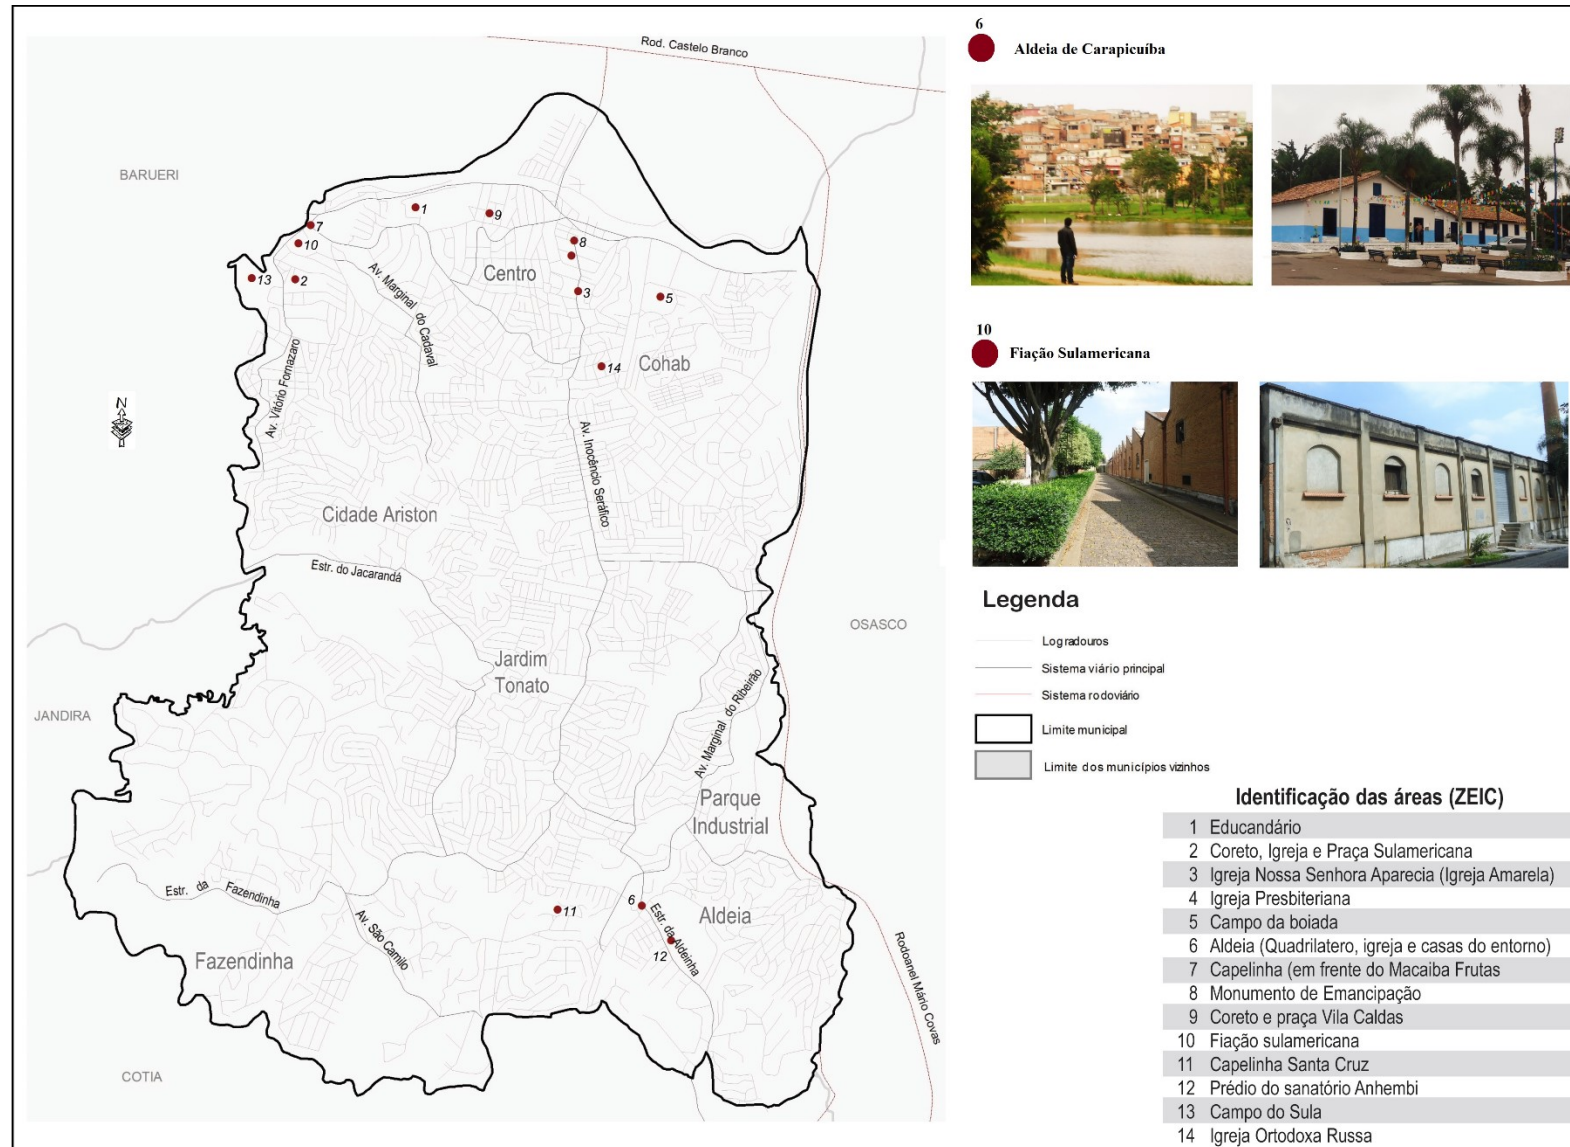 Rod. Castelo Branco
BARUERI
1
9
7
10
8
13
2
Centro
3
5
Av. Marginal do Cadaval
14
Cohab
Av. Vitório Fornazaro
N
Av. Inocêncio Seráfico
Cidade Ariston
Estr. do Jacarandá
OSASCO
Jardim
Tonato
JANDIRA
Av. Marginal do Ribeirão
Parque
Industrial
Estr. da Fazendinha
11
6
Aldeia
Av. São Camilo
Estr. da Aldeinha
12
Fazendinha
Rodoanel Mário Covas
COTIA
6
Aldeia de Carapicuíba
10
Fiação Sulamericana
Legenda
Logradouros
Sistema viário principal
Sistema rodoviário
Limite municipal
Limite dos municípios vizinhos
Identificação das áreas (ZEIC)
1 Educandário
2 Coreto, Igreja e Praça Sulamericana
3 Igreja Nossa Senhora Aparecia (Igreja Amarela)
4 Igreja Presbiteriana
5 Campo da boiada
6 Aldeia (Quadrilatero, igreja e casas do entorno)
7 Capelinha (em frente do Macaiba Frutas
8 Monumento de Emancipação
9 Coreto e praça Vila Caldas
10 Fiação sulamericana
11 Capelinha Santa Cruz
12 Prédio do sanatório Anhembi
13 Campo do Sula
14 Igreja Ortodoxa Russa